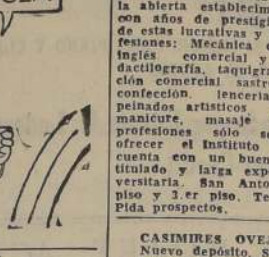 la abierta establecim
con años de prestigi
de estas lucrativas y
fesiones: Mecánica
inglés comercial y
dactilografía, taquigra
ción comercial sastr
confección, lencería
peinados artísticos
manicure, masaje
profesiones sólo se
ofrecer el Instituto
cuenta con un buen
titulado y larga exp
versitaria. San Anto
piso y 3.er piso. Te
Pida prospectos.
CASIMIRES OVE
Nuevo depósito. S